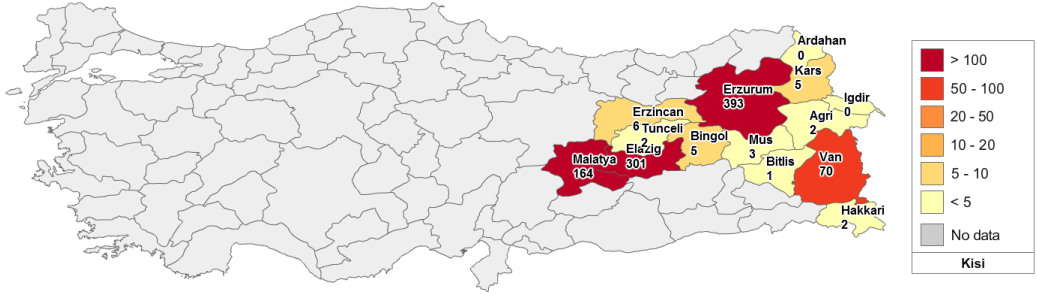 Ardahan
0
Kars
5
Erzurum
393
Igdir
0
Agri
2
Erzincan
6
Tunceli
2
Bingol
5
Mus
3
Elazig
301
Malatya
164
Bitlis
1
Van
70
Hakkari
2
> 100
50 - 100
20 - 50
10 - 20
5 - 10
< 5
No data
Kisi